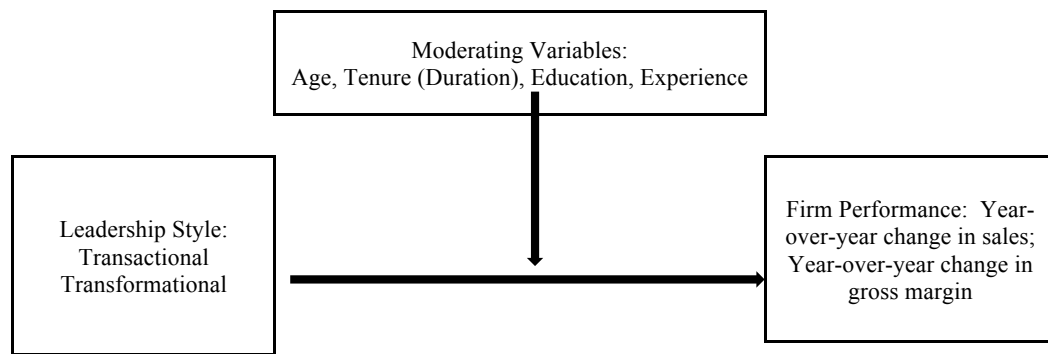 Moderating Variables:
Age, Tenure (Duration), Education, Experience
Leadership Style:
Transactional
Transformational
Firm Performance:  Year-
over-year change in sales;
Year-over-year change in
gross margin